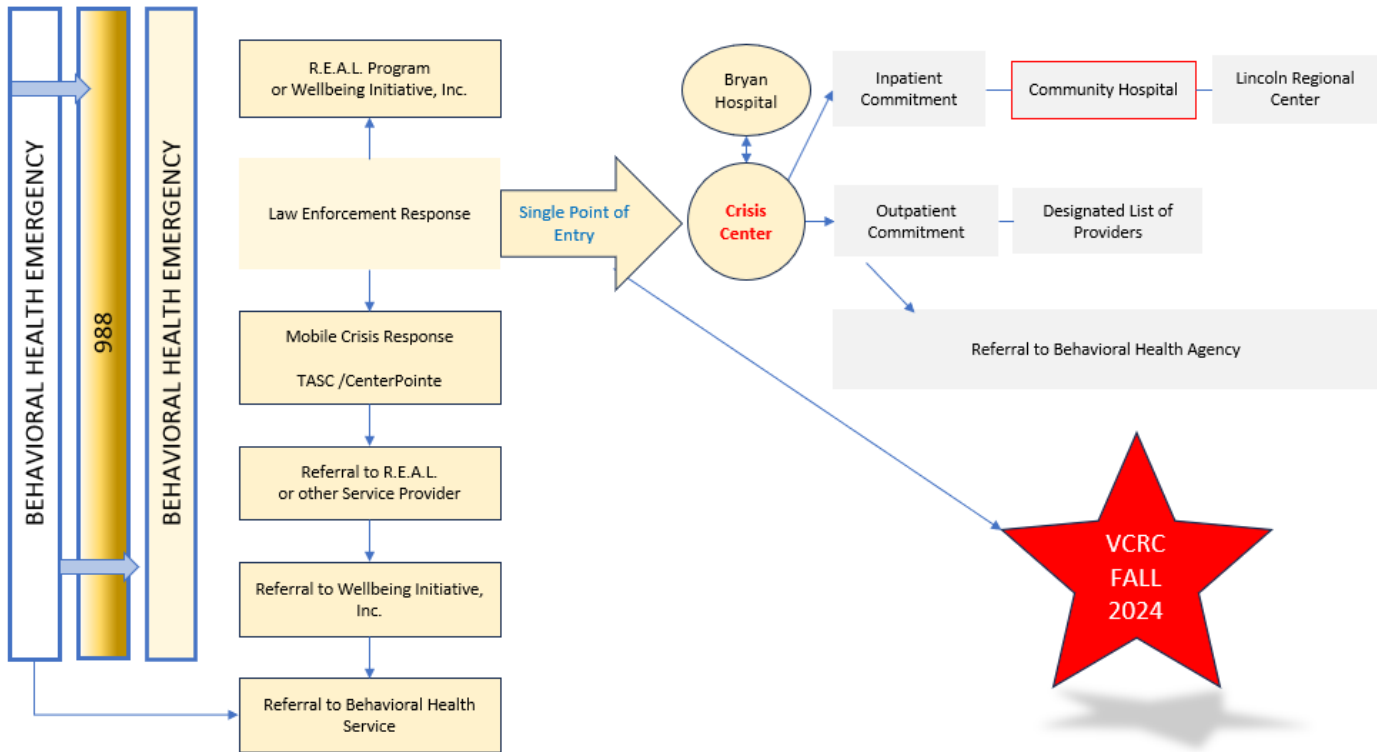 BEHAVIORAL HEALTH EMERGENCY
988
BEHAVIORAL HEALTH EMERGENCY
R.E.A.L. Program
or Wellbeing Initiative, Inc.
Law Enforcement Response
Mobile Crisis Response
TASC /CenterPointe
Referral to R.E.A.L.
or other Service Provider
Referral to Wellbeing Initiative,
Inc.
Referral to Behavioral Health
Service
Single Point of
Entry
Bryan
Hospital
Crisis
Center
Inpatient
Commitment
Community Hospital
Lincoln Regional
Center
Outpatient
Commitment
Designated List of
Providers
Referral to Behavioral Health Agency
VCRC
FALL
2024